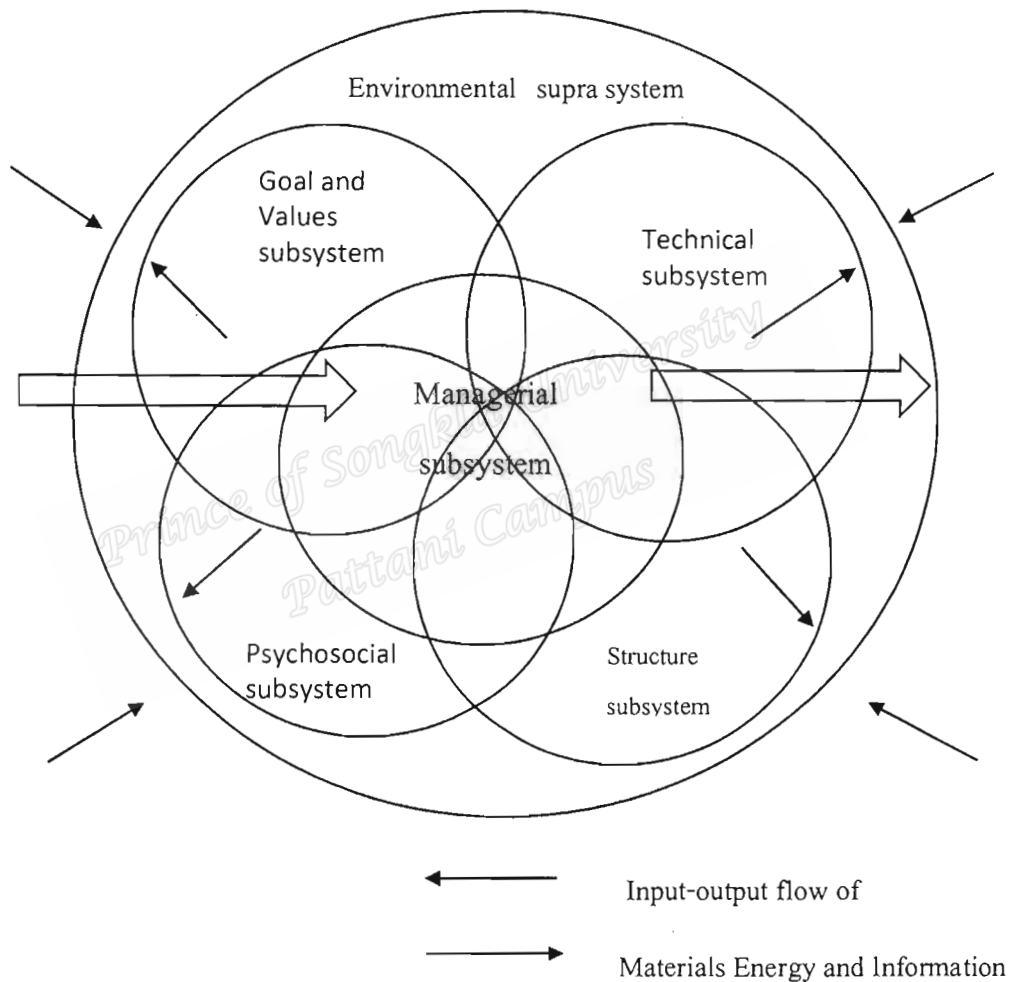 Environmental supra system
Goal and
Values
subsystem
Technical
subsystem
Managerial
subsystem
Prince of Songkla University
Pattani Campus
Psychosocial
subsystem
Structure
subsystem
Input-output flow of
Materials Energy and Information